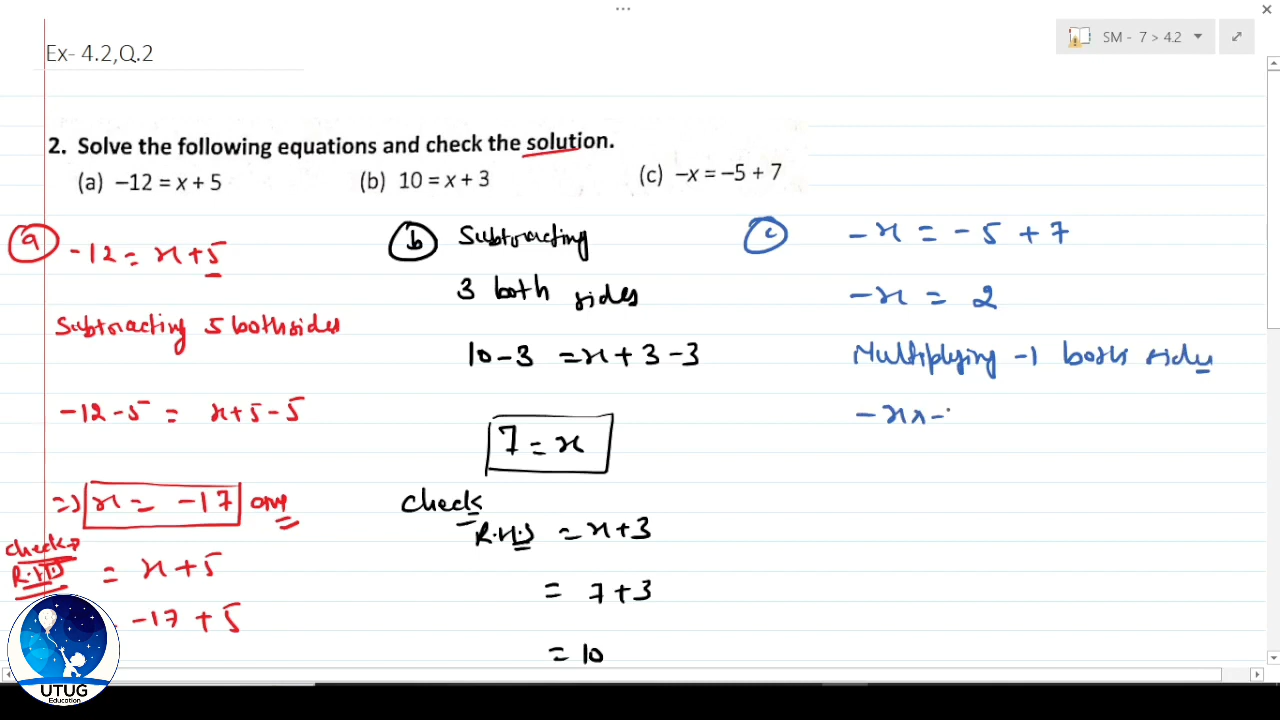 Ex- 4.2,Q.2
SM - 7 > 4.2
2. Solve the following equations and check the solution.
(a) –12 = x + 5
(b) 10 = x + 3
(c) –x = –5 + 7
a
-12 = x + 5
Subtracting 5 both sides
-12 - 5 = x + 5 - 5
=> x = -17 ans
Check→
R.H.S = x + 5
-17 + 5
b
Subtracting
3 both sides
10 - 3 = x + 3 - 3
7 = x
Check
R.H.S = x + 3
= 7 + 3
= 10
c
-x = -5 + 7
-x = 2
Multiplying -1 both sides
-x x -
UTUG
Education